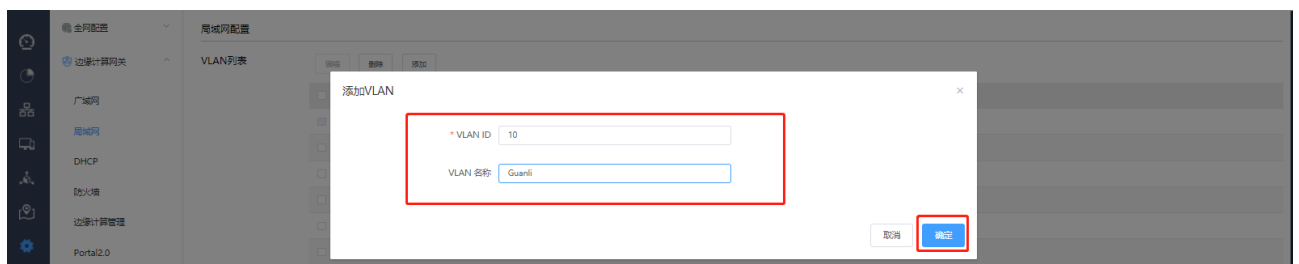 全网配置
局域网配置
边缘计算网关
VLAN列表
编辑 删除 添加
添加VLAN
广域网
* VLAN ID 10
局域网
DHCP
VLAN 名称 Guanli
防火墙
边缘计算管理
取消 确定
Portal2.0